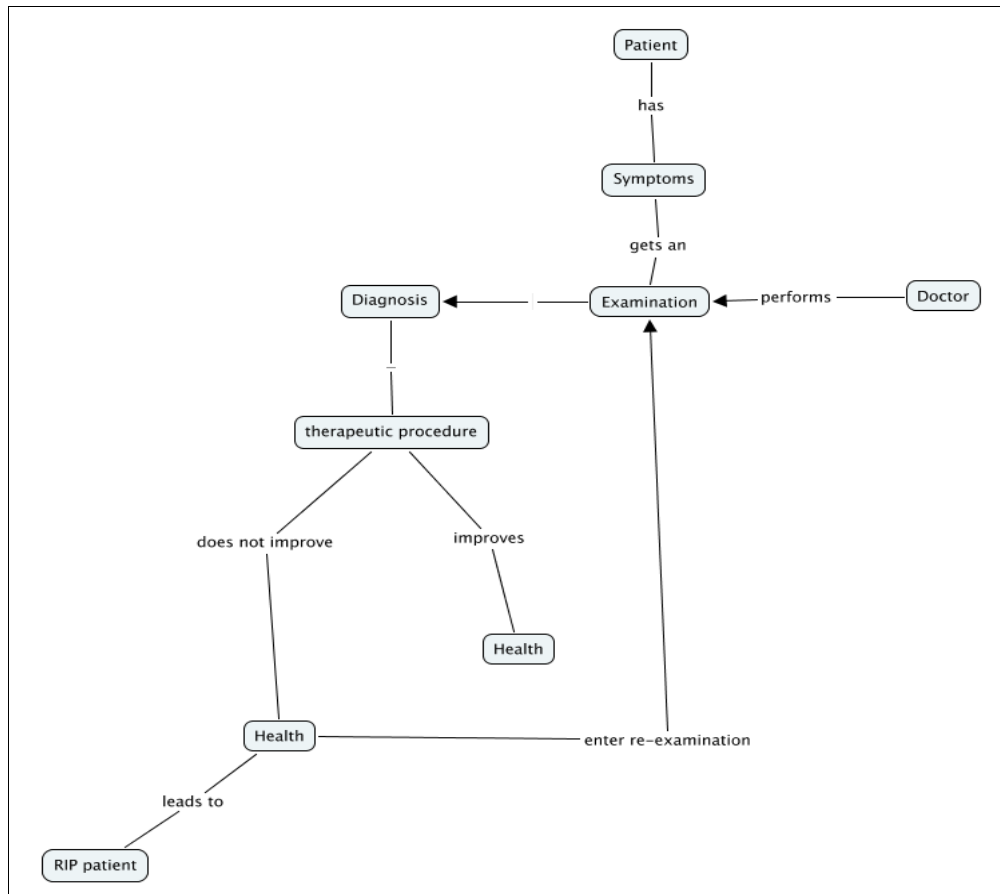 Patient
has
Symptoms
gets an
Diagnosis
Examination
performs
Doctor
therapeutic procedure
does not improve
improves
Health
Health
enter re-examination
leads to
RIP patient